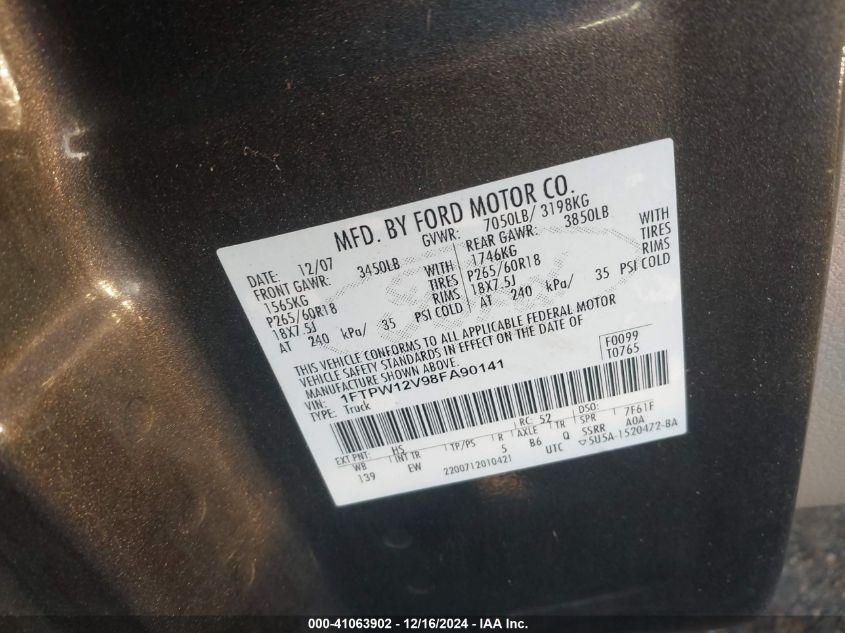 MFD. BY FORD MOTOR CO.
DATE: 12/07 GVWR: 7050LB/ 3198KG
FRONT GAWR: 3450LB REAR GAWR: 3850LB
1565KG WITH 1746KG WITH
P265/60R18 TIRES P265/60R18 TIRES
18X7.5J RIMS 18X7.5J RIMS
AT 240 kPa/ 35 PSI COLD AT 240 kPa/ 35 PSI COLD
THIS VEHICLE CONFORMS TO ALL APPLICABLE FEDERAL MOTOR
VEHICLE SAFETY STANDARDS IN EFFECT ON THE DATE OF
MANUFACTURE SHOWN ABOVE.
VIN: 1FTPW12V98FA90141
TYPE: Truck
F0099
T0765
EXT PNT: HS RC: 52
WB INT TR TP/PS R AXLE TR SPR 7F61F
139 EW 5 B6 Q SSRR A0A
2200712010421 UTC ▽5U5A-1520472-BA
000-41063902 - 12/16/2024 - IAA Inc.